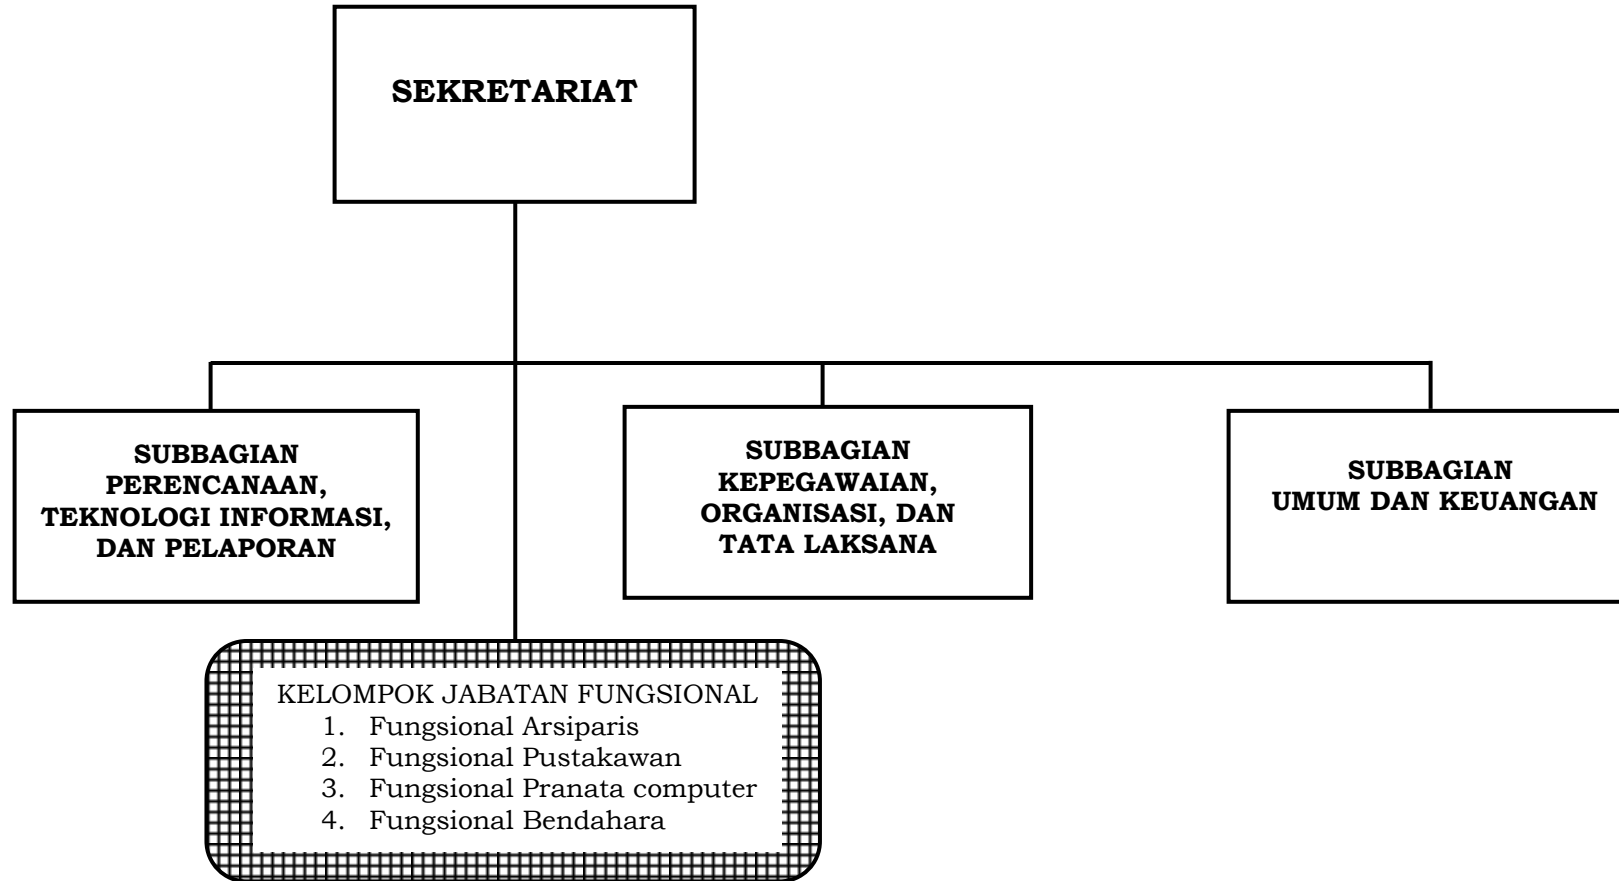 SEKRETARIAT
SUBBAGIAN
PERENCANAAN,
TEKNOLOGI INFORMASI,
DAN PELAPORAN
SUBBAGIAN
KEPEGAWAIAN,
ORGANISASI, DAN
TATA LAKSANA
SUBBAGIAN
UMUM DAN KEUANGAN
KELOMPOK JABATAN FUNGSIONAL
1. Fungsional Arsiparis
2. Fungsional Pustakawan
3. Fungsional Pranata computer
4. Fungsional Bendahara